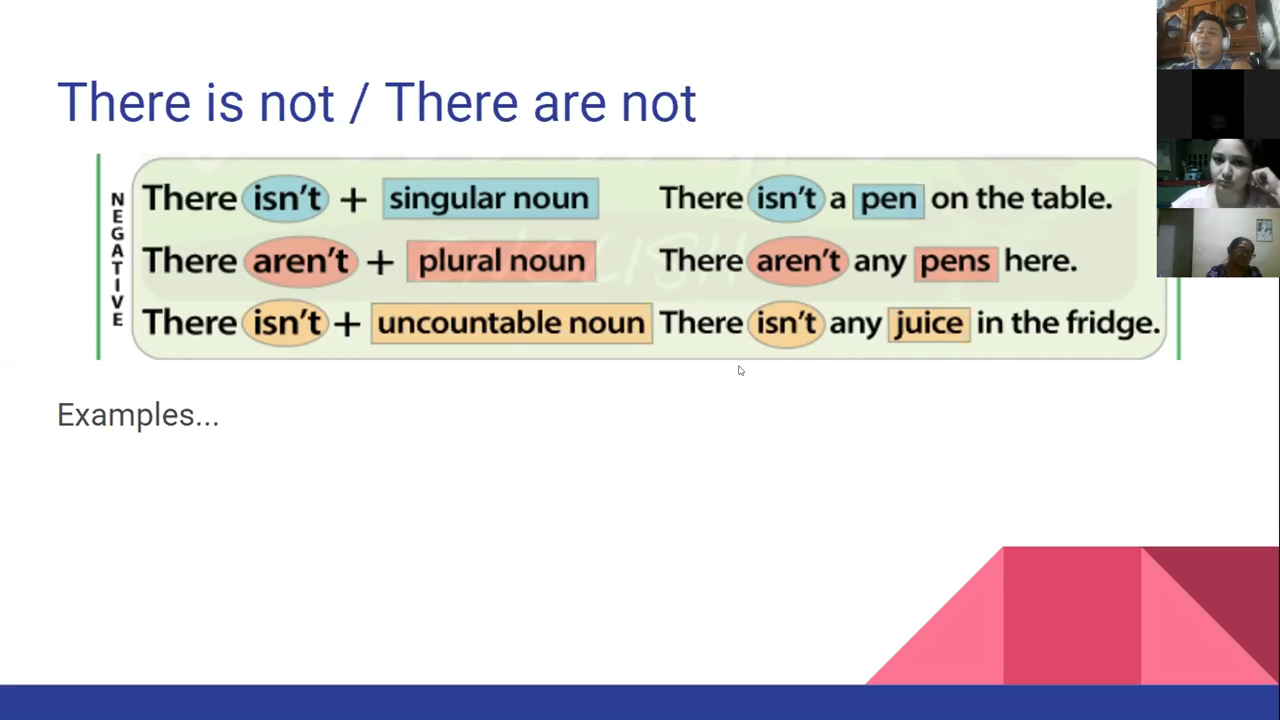 There is not / There are not
NEGATIVE
There isn't + singular noun There isn't a pen on the table.
There aren't + plural noun There aren't any pens here.
There isn't + uncountable noun There isn't any juice in the fridge.
Examples...